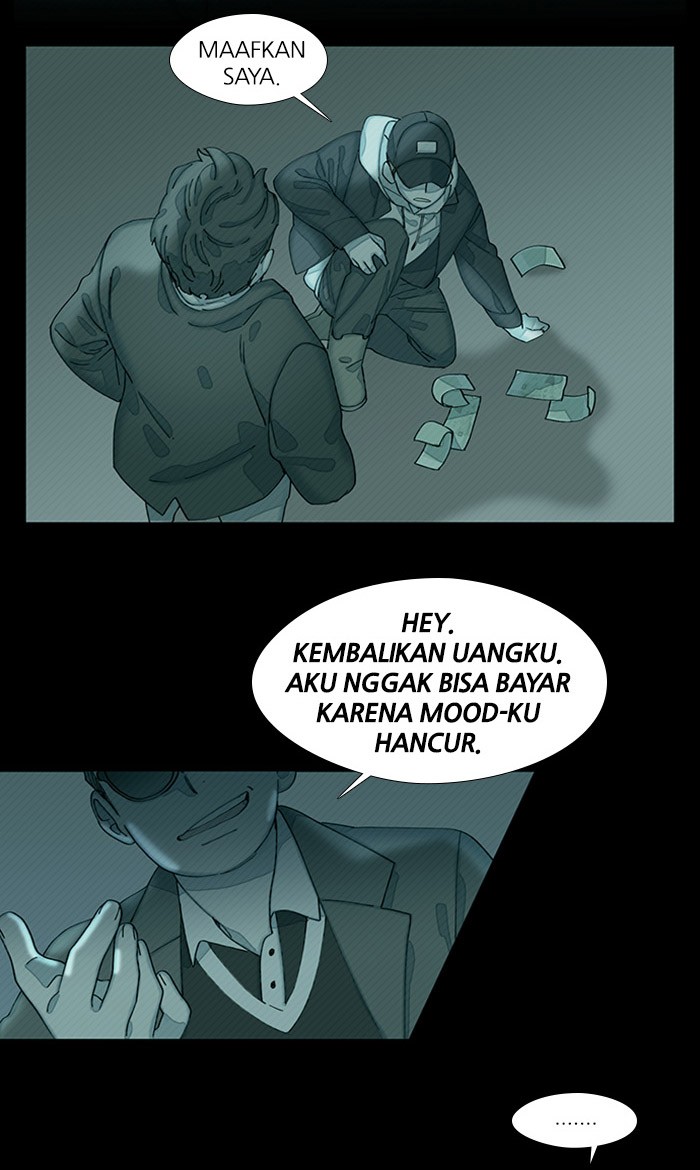 MAAFKAN
SAYA.
HEY.
KEMBALIKAN UANGKU.
AKU NGGAK BISA BAYAR
KARENA MOOD-KU
HANCUR.
.......